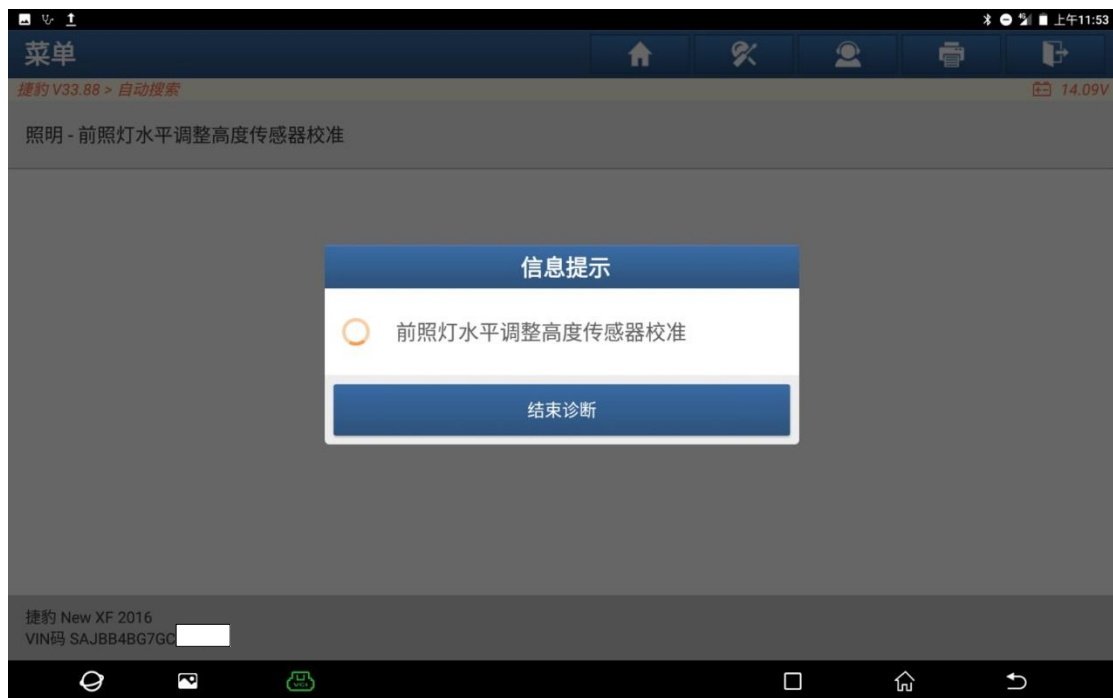 上午11:53
菜单
捷豹 V33.88 > 自动搜索
14.09V
照明 - 前照灯水平调整高度传感器校准
信息提示
前照灯水平调整高度传感器校准
结束诊断
捷豹 New XF 2016
VIN码 SAJBB4BG7GC
VCI